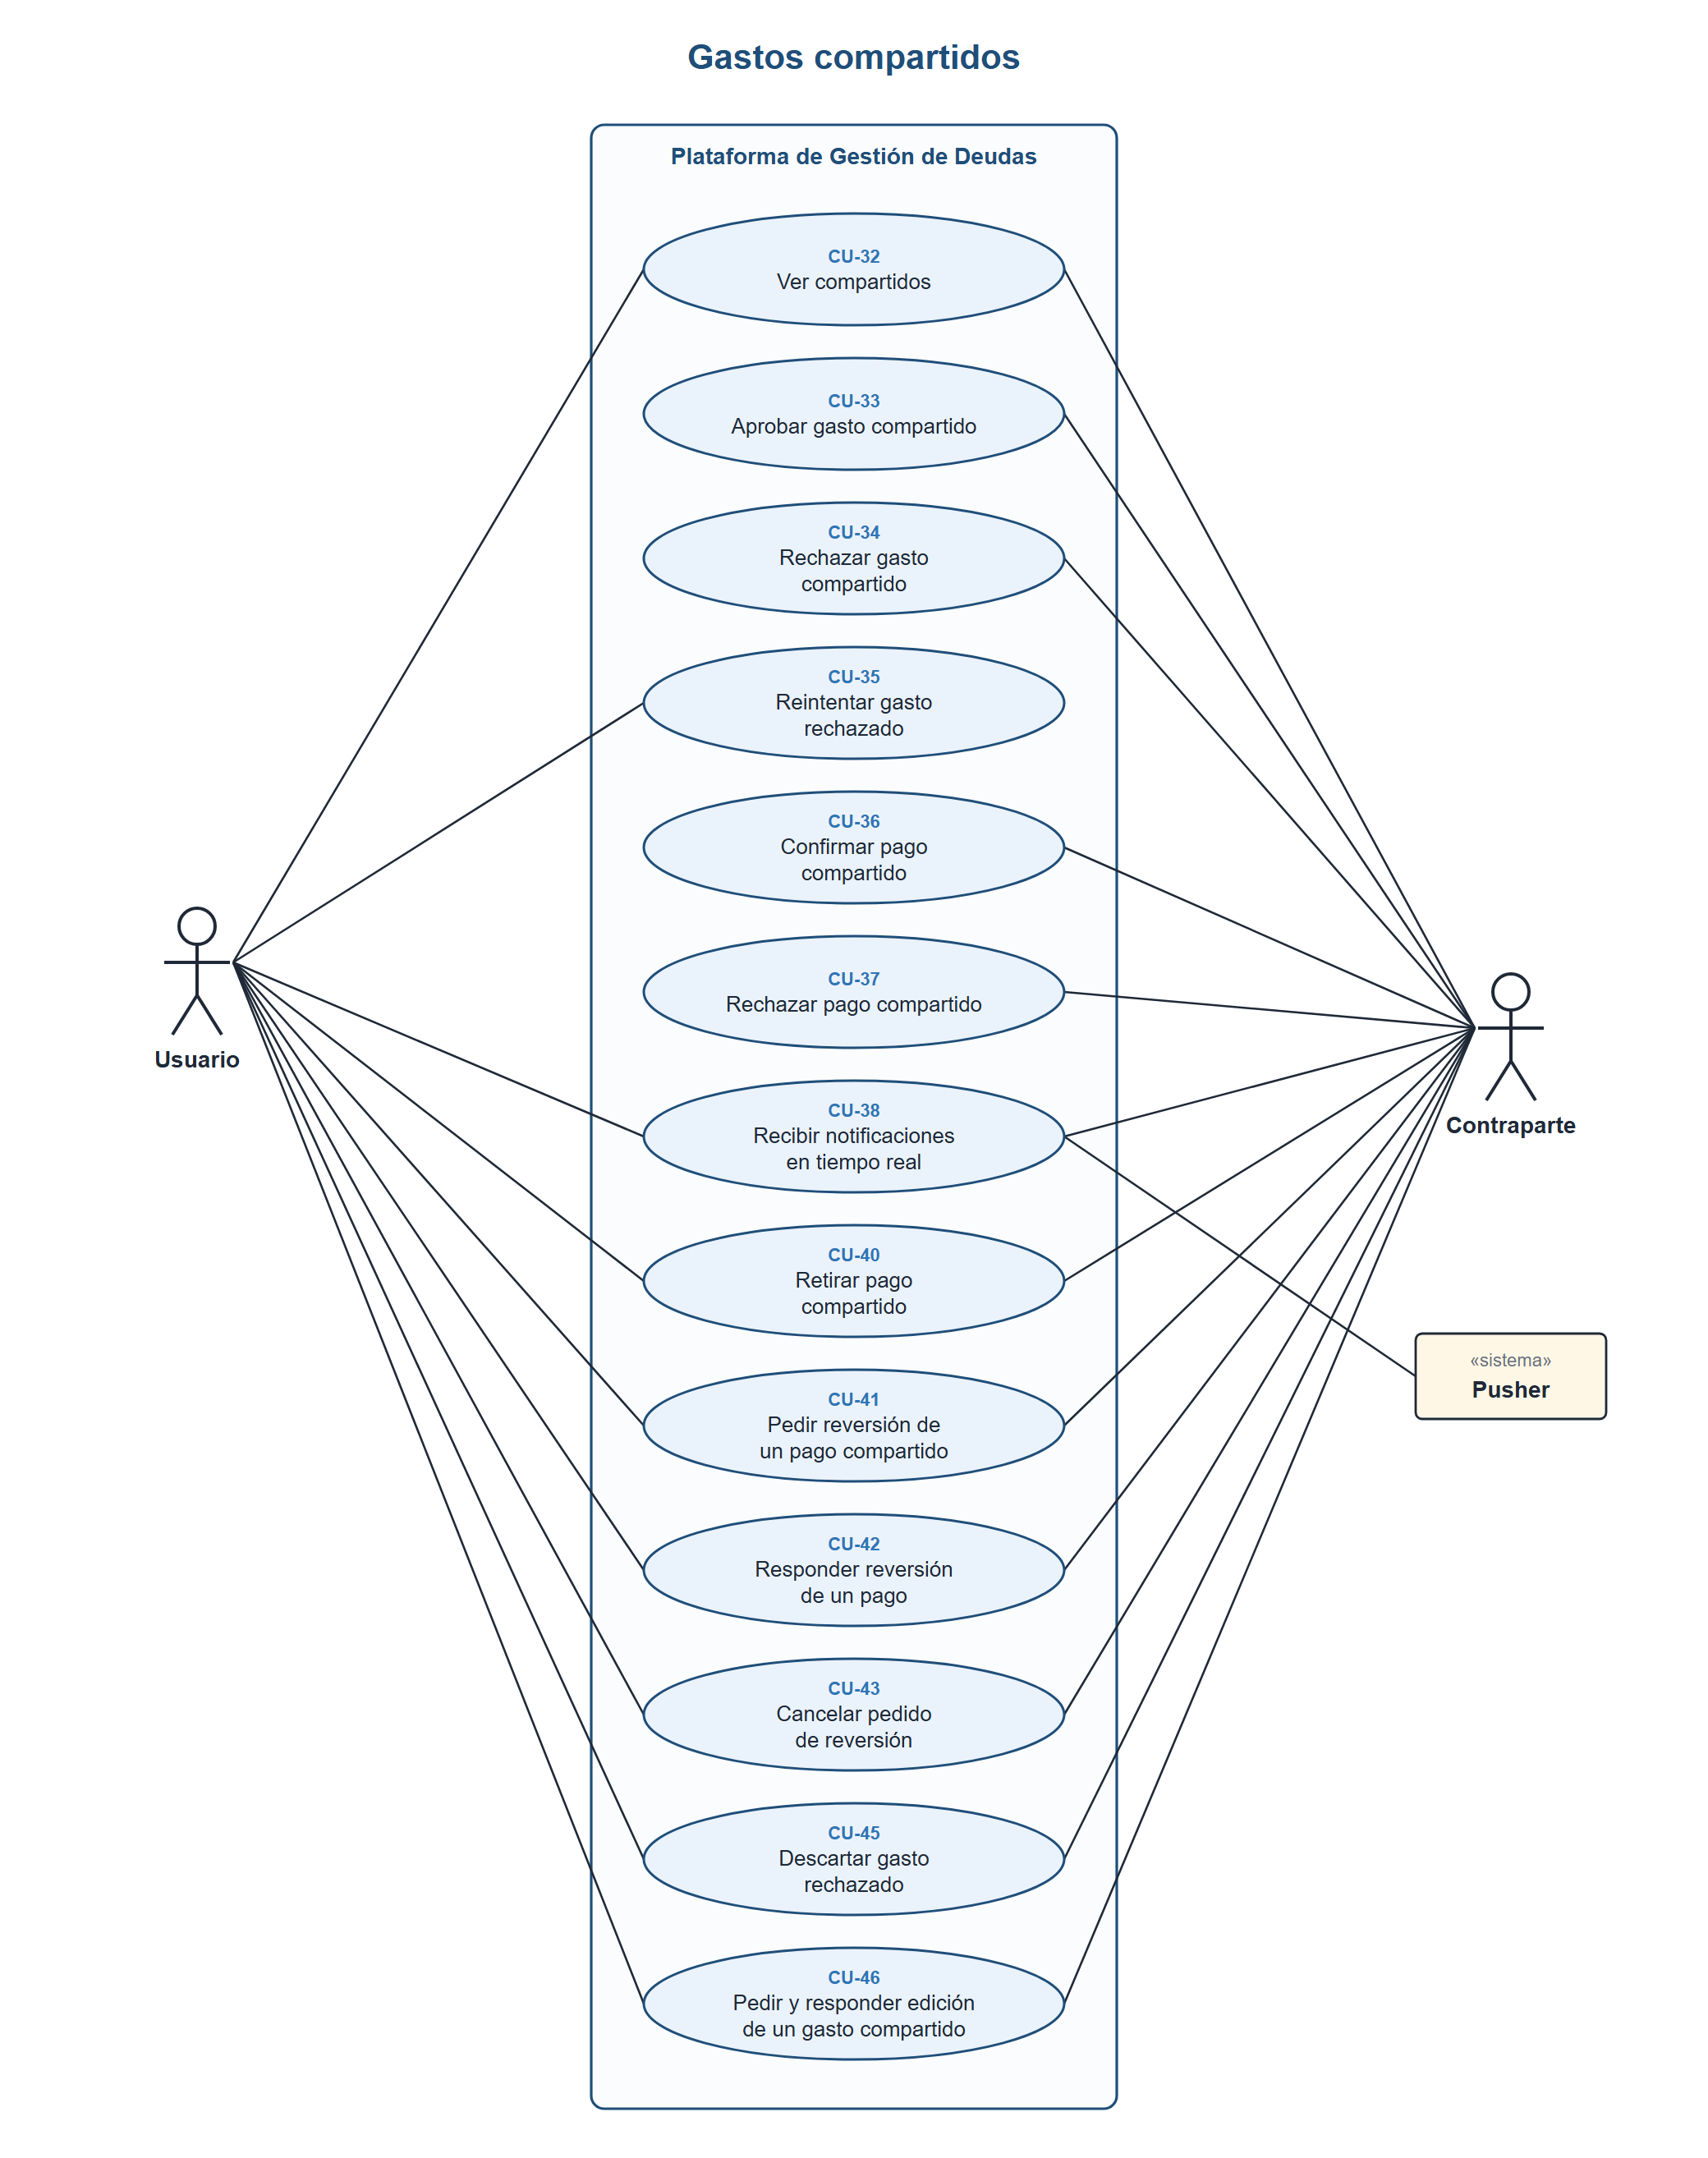 Gastos compartidos
Plataforma de Gestión de Deudas
CU-32
Ver compartidos
CU-33
Aprobar gasto compartido
CU-34
Rechazar gasto
compartido
CU-35
Reintentar gasto
rechazado
CU-36
Confirmar pago
compartido
CU-37
Rechazar pago compartido
Usuario
CU-38
Recibir notificaciones
en tiempo real
Contraparte
CU-40
Retirar pago
compartido
«sistema»
Pusher
CU-41
Pedir reversión de
un pago compartido
CU-42
Responder reversión
de un pago
CU-43
Cancelar pedido
de reversión
CU-45
Descartar gasto
rechazado
CU-46
Pedir y responder edición
de un gasto compartido